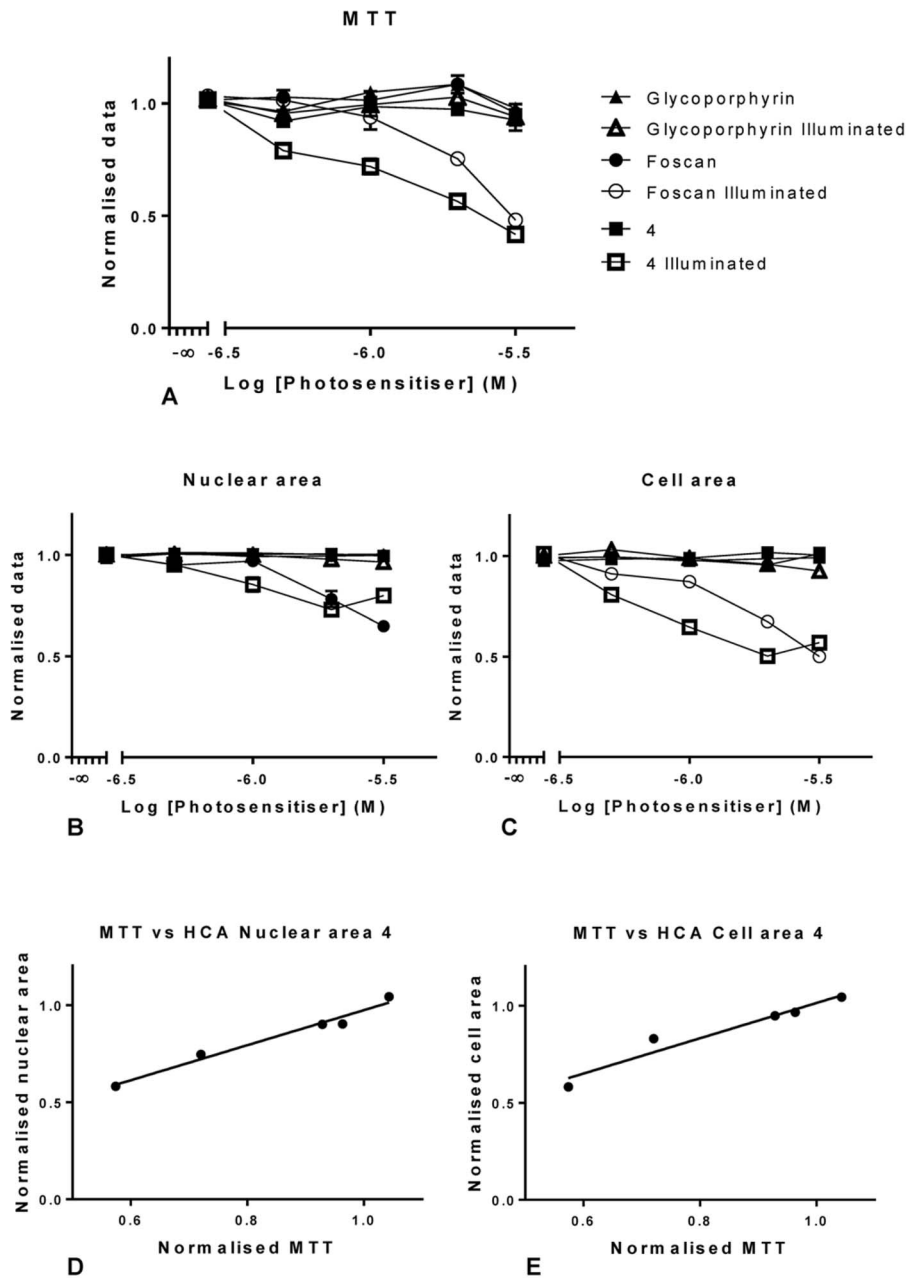 MTT
Normalised data
1.0
0.5
0.0
-∞ -6.5 -6.0 -5.5
Log [Photosensitiser] (M)
A
Glycoporphyrin
Glycoporphyrin Illuminated
Foscan
Foscan Illuminated
4
4 Illuminated
Nuclear area
Normalised data
1.0
0.5
0.0
-∞ -6.5 -6.0 -5.5
Log [Photosensitiser] (M)
B
Cell area
Normalised data
1.0
0.5
0.0
-∞ -6.5 -6.0 -5.5
Log [Photosensitiser] (M)
C
MTT vs HCA Nuclear area 4
Normalised nuclear area
1.0
0.5
0.0
0.6 0.8 1.0
Normalised MTT
D
MTT vs HCA Cell area 4
Normalised cell area
1.0
0.5
0.0
0.6 0.8 1.0
Normalised MTT
E